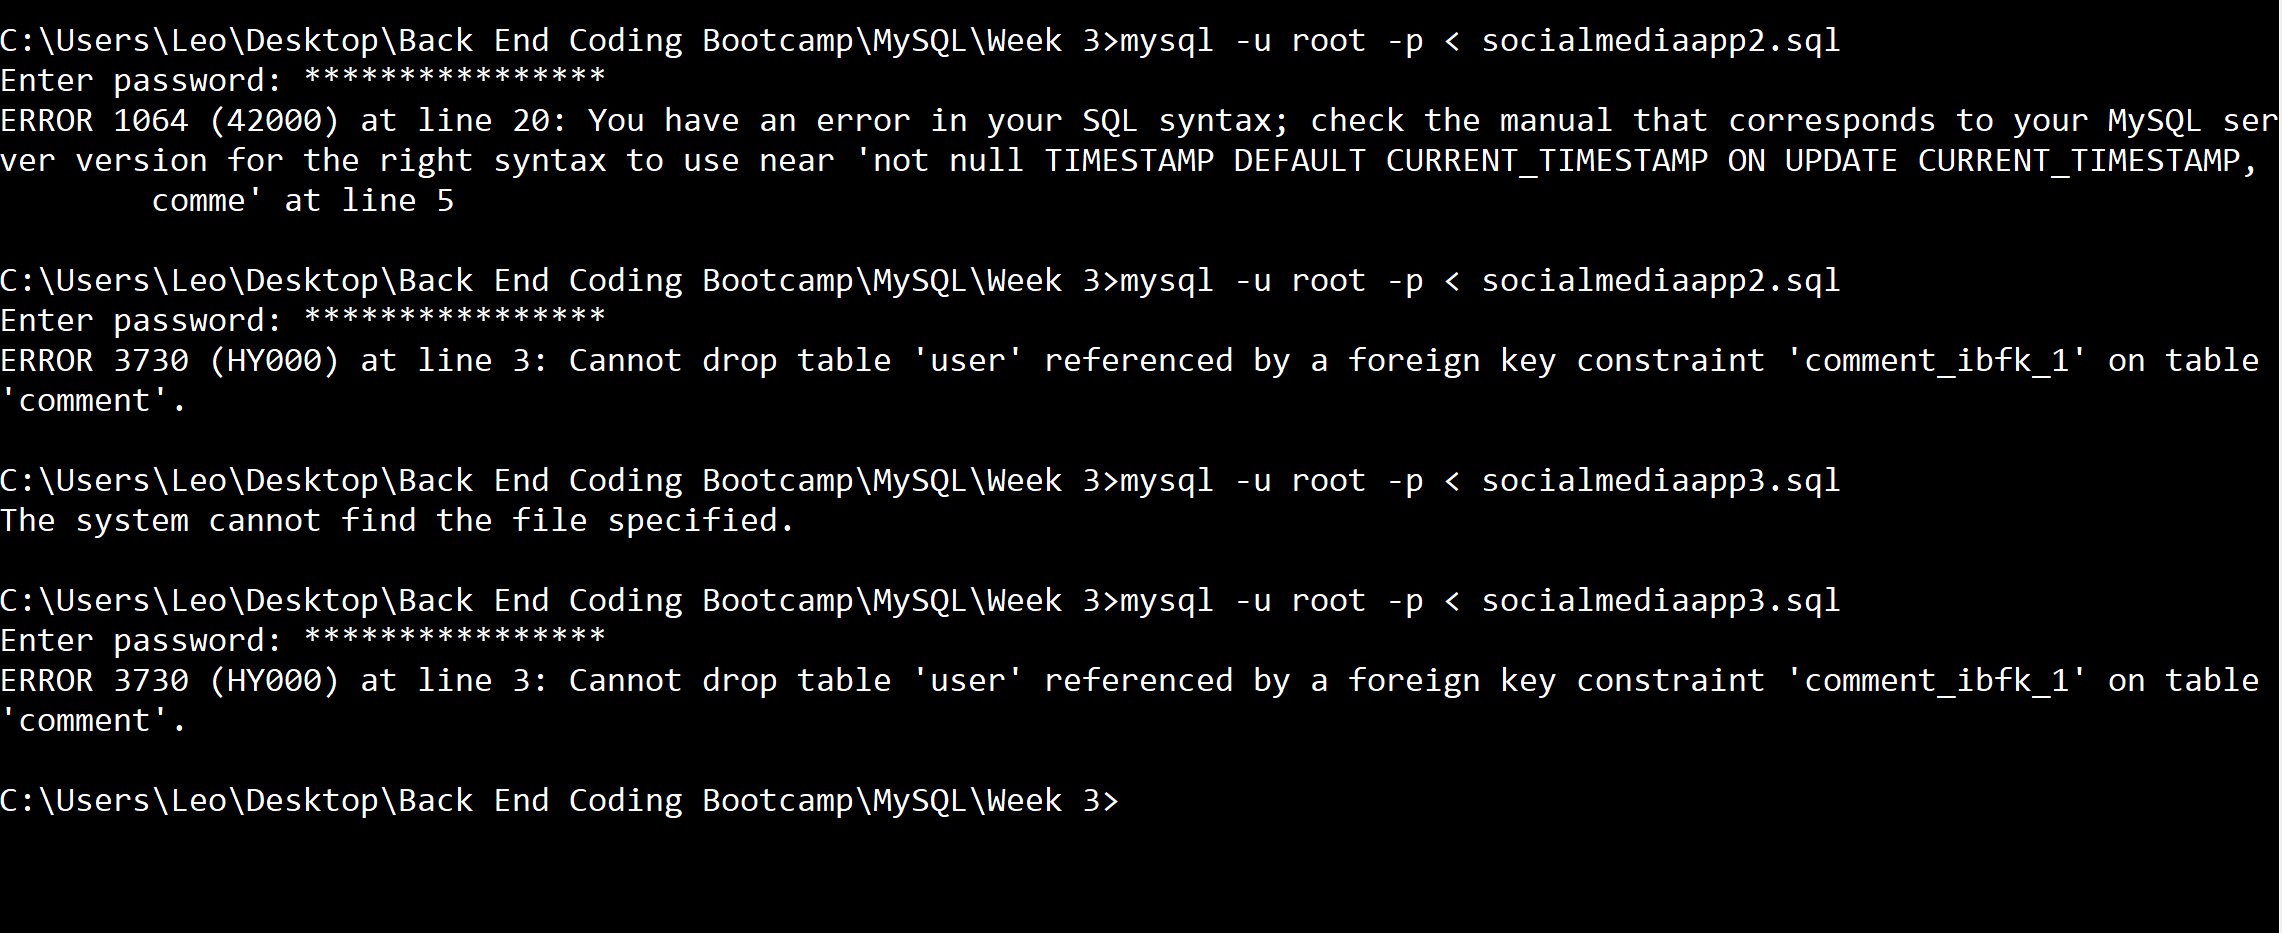 C:\Users\Leo\Desktop\Back End Coding Bootcamp\MySQL\Week 3>mysql -u root -p < socialmediaapp2.sql
Enter password: ****************
ERROR 1064 (42000) at line 20: You have an error in your SQL syntax; check the manual that corresponds to your MySQL ser
ver version for the right syntax to use near 'not null TIMESTAMP DEFAULT CURRENT_TIMESTAMP ON UPDATE CURRENT_TIMESTAMP,
        comme' at line 5
C:\Users\Leo\Desktop\Back End Coding Bootcamp\MySQL\Week 3>mysql -u root -p < socialmediaapp2.sql
Enter password: ****************
ERROR 3730 (HY000) at line 3: Cannot drop table 'user' referenced by a foreign key constraint 'comment_ibfk_1' on table
'comment'.
C:\Users\Leo\Desktop\Back End Coding Bootcamp\MySQL\Week 3>mysql -u root -p < socialmediaapp3.sql
The system cannot find the file specified.
C:\Users\Leo\Desktop\Back End Coding Bootcamp\MySQL\Week 3>mysql -u root -p < socialmediaapp3.sql
Enter password: ****************
ERROR 3730 (HY000) at line 3: Cannot drop table 'user' referenced by a foreign key constraint 'comment_ibfk_1' on table
'comment'.
C:\Users\Leo\Desktop\Back End Coding Bootcamp\MySQL\Week 3>